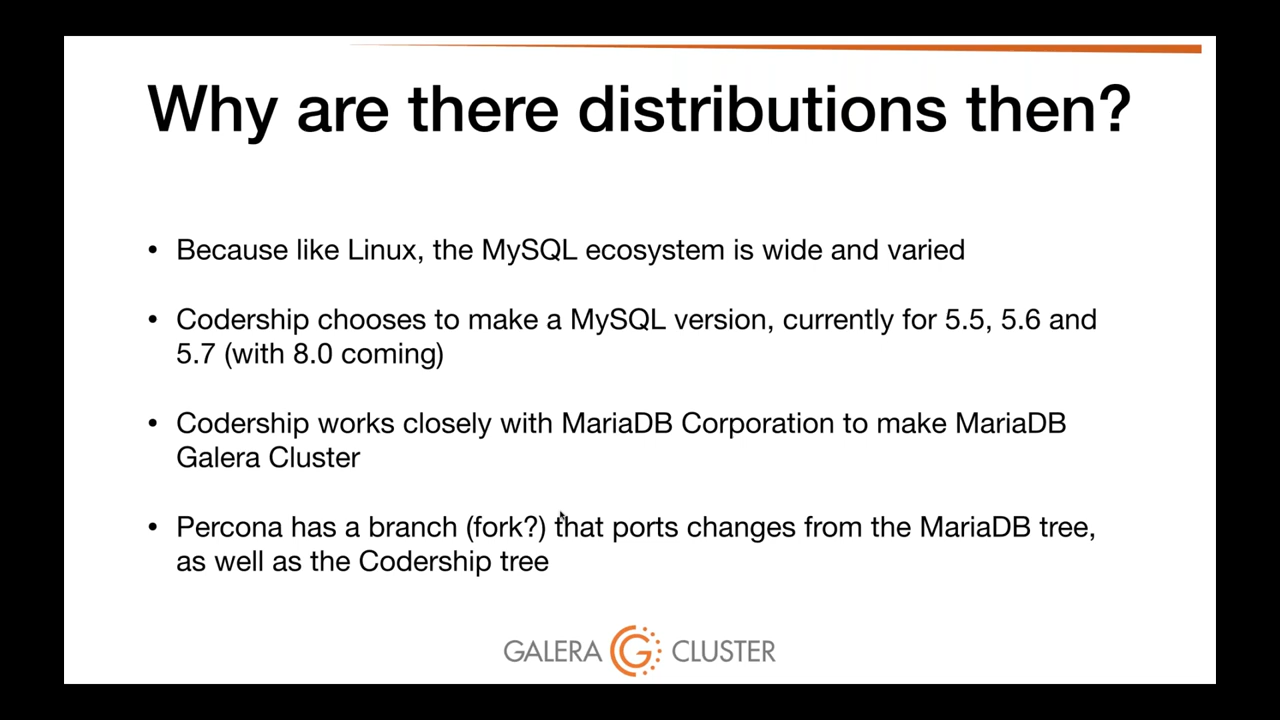 Why are there distributions then?
• Because like Linux, the MySQL ecosystem is wide and varied
• Codership chooses to make a MySQL version, currently for 5.5, 5.6 and
5.7 (with 8.0 coming)
• Codership works closely with MariaDB Corporation to make MariaDB
Galera Cluster
• Percona has a branch (fork?) that ports changes from the MariaDB tree,
as well as the Codership tree
GALERA CLUSTER